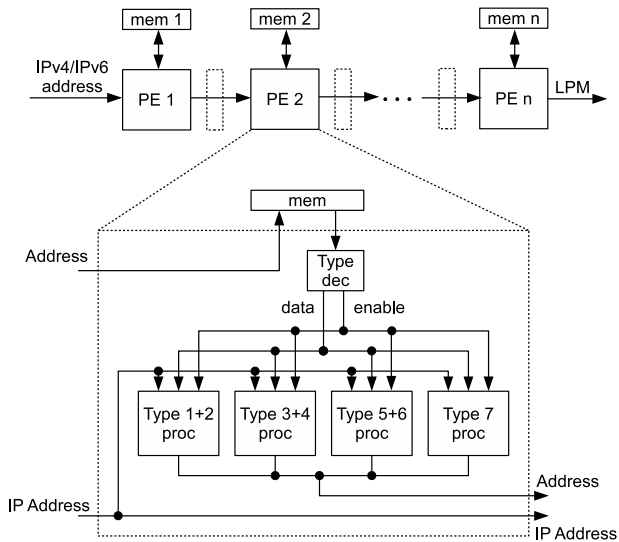 mem 1
mem 2
mem n
IPv4/IPv6
address
PE 1
PE 2
• • •
PE n
LPM
mem
Address
Type
dec
data
enable
Type 1+2
proc
Type 3+4
proc
Type 5+6
proc
Type 7
proc
Address
IP Address
IP Address